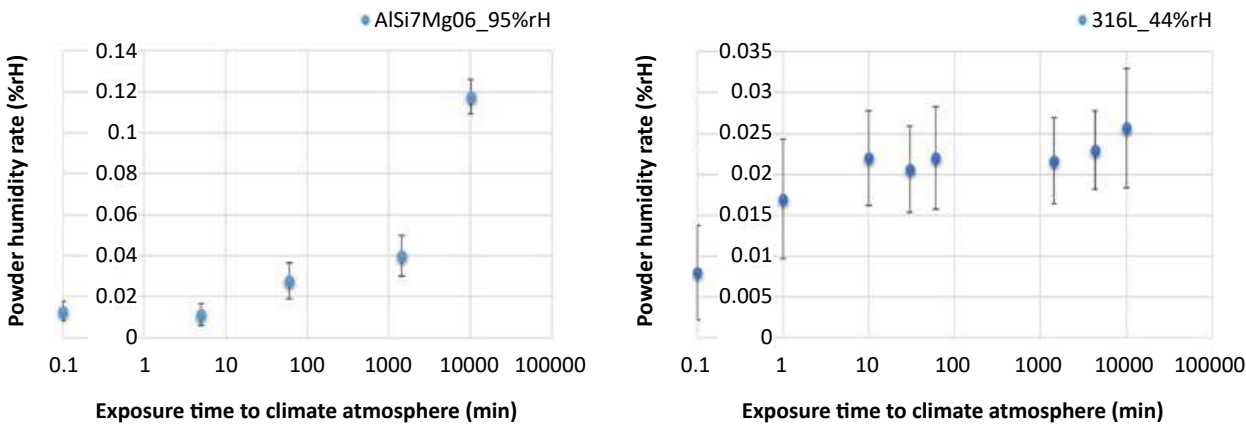 AlSi7Mg06_95%rH
Powder humidity rate (%rH)
0.14
0.12
0.1
0.08
0.06
0.04
0.02
0
0.1 1 10 100 1000 10000 100000
Exposure time to climate atmosphere (min)
316L_44%rH
Powder humidity rate (%rH)
0.035
0.03
0.025
0.02
0.015
0.01
0.005
0
0.1 1 10 100 1000 10000 100000
Exposure time to climate atmosphere (min)